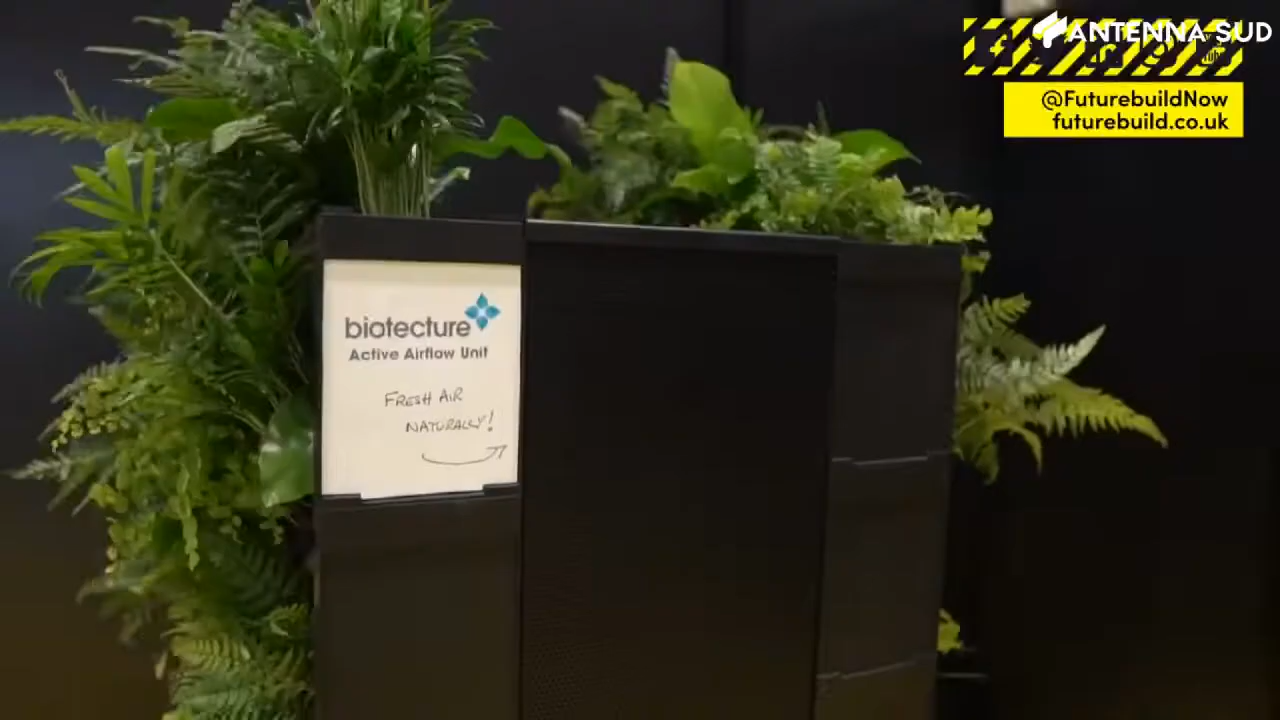 ANTENNA SUD
@FuturebuildNow
futurebuild.co.uk
biotecture
Active Airflow Unit
FRESH AIR
NATURALLY!